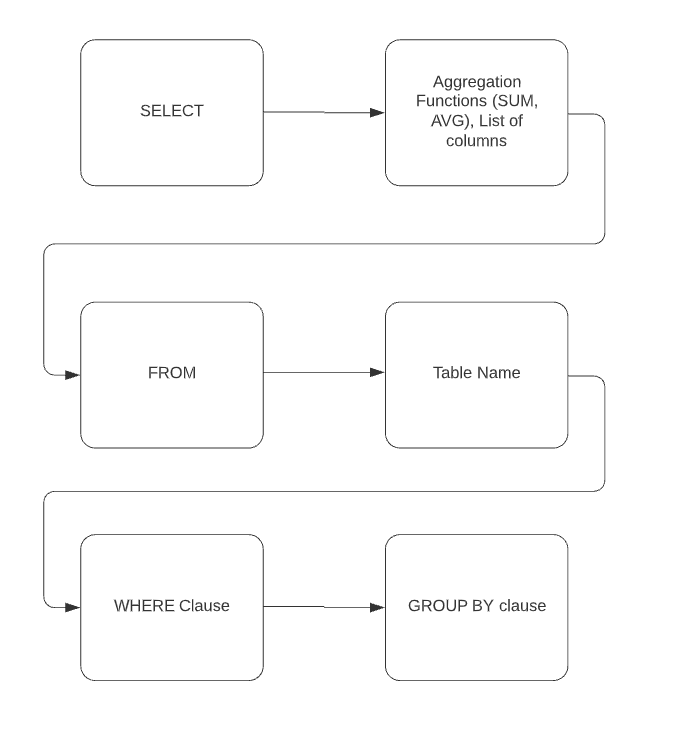 SELECT
Aggregation
Functions (SUM,
AVG), List of
columns
FROM
Table Name
WHERE Clause
GROUP BY clause